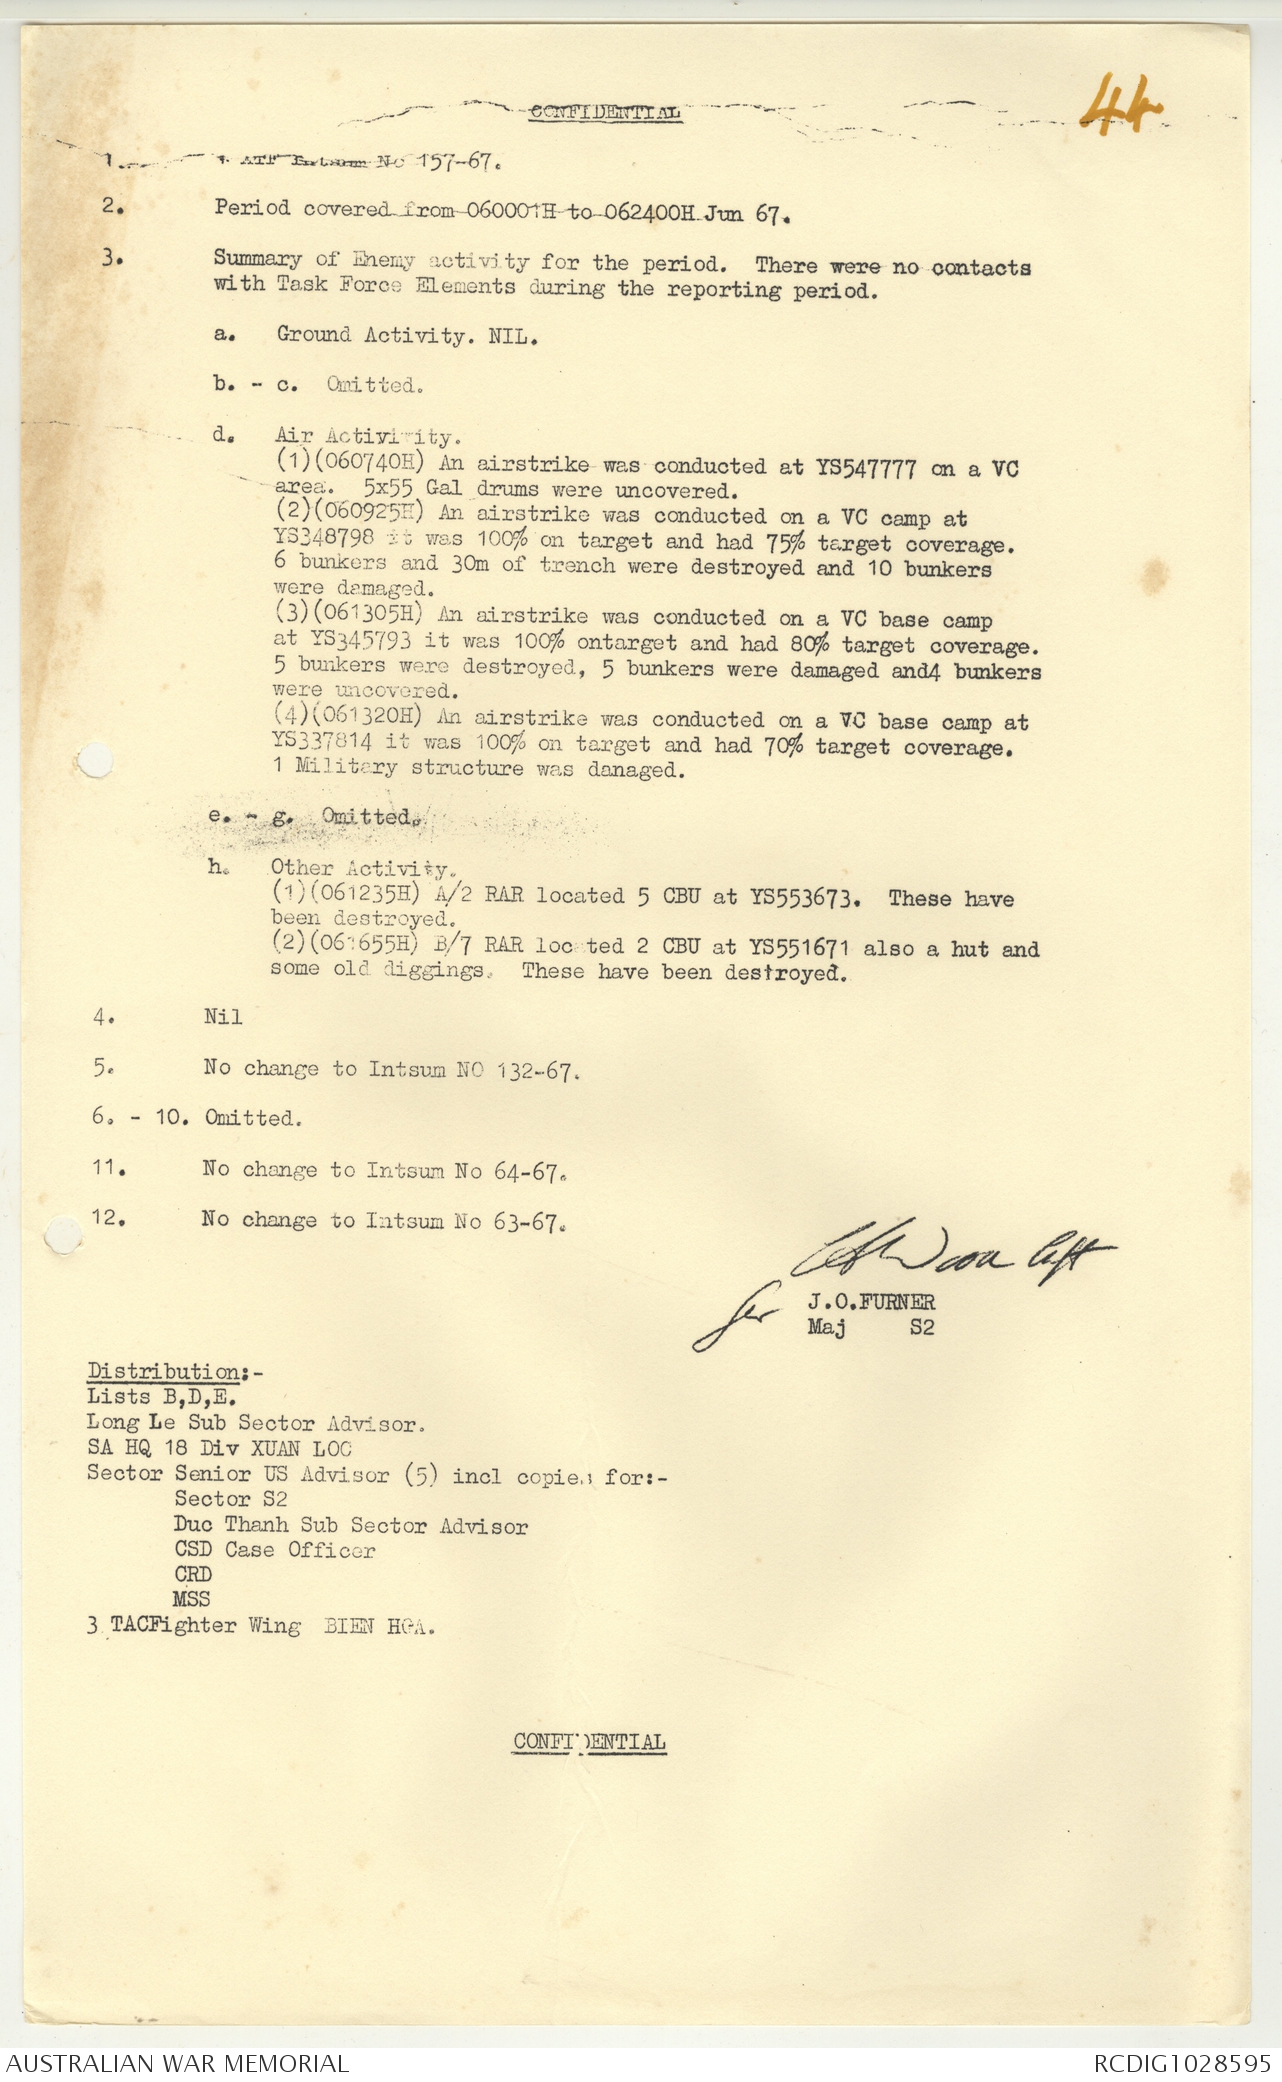 CONFIDENTIAL
44
1. 1 ATF Intsum No 157-67.
2. Period covered from 060001H to 062400H Jun 67.
3. Summary of Enemy activity for the period. There were no contacts
with Task Force Elements during the reporting period.
a. Ground Activity. NIL.
b. - c. Omitted.
d. Air Activity.
(1)(060740H) An airstrike was conducted at YS547777 on a VC
area. 5x55 Gal drums were uncovered.
(2)(060925H) An airstrike was conducted on a VC camp at
YS348798 it was 100% on target and had 75% target coverage.
6 bunkers and 30m of trench were destroyed and 10 bunkers
were damaged.
(3)(061305H) An airstrike was conducted on a VC base camp
at YS345793 it was 100% ontarget and had 80% target coverage.
5 bunkers were destroyed, 5 bunkers were damaged and4 bunkers
were uncovered.
(4)(061320H) An airstrike was conducted on a VC base camp at
YS337814 it was 100% on target and had 70% target coverage.
1 Military structure was danaged.
e. - g. Omitted.
h. Other Activity.
(1)(061235H) A/2 RAR located 5 CBU at YS553673. These have
been destroyed.
(2)(061655H) B/7 RAR located 2 CBU at YS551671 also a hut and
some old diggings. These have been destroyed.
4. Nil
5. No change to Intsum NO 132-67.
6. - 10. Omitted.
11. No change to Intsum No 64-67.
12. No change to Intsum No 63-67.
Capt
for J.O.FURNER
Maj S2
Distribution:-
Lists B,D,E.
Long Le Sub Sector Advisor.
SA HQ 18 Div XUAN LOC
Sector Senior US Advisor (5) incl copies for:-
Sector S2
Duc Thanh Sub Sector Advisor
CSD Case Officer
CRD
MSS
3 TACFighter Wing BIEN HOA.
CONFIDENTIAL
AUSTRALIAN WAR MEMORIAL
RCDIG1028595